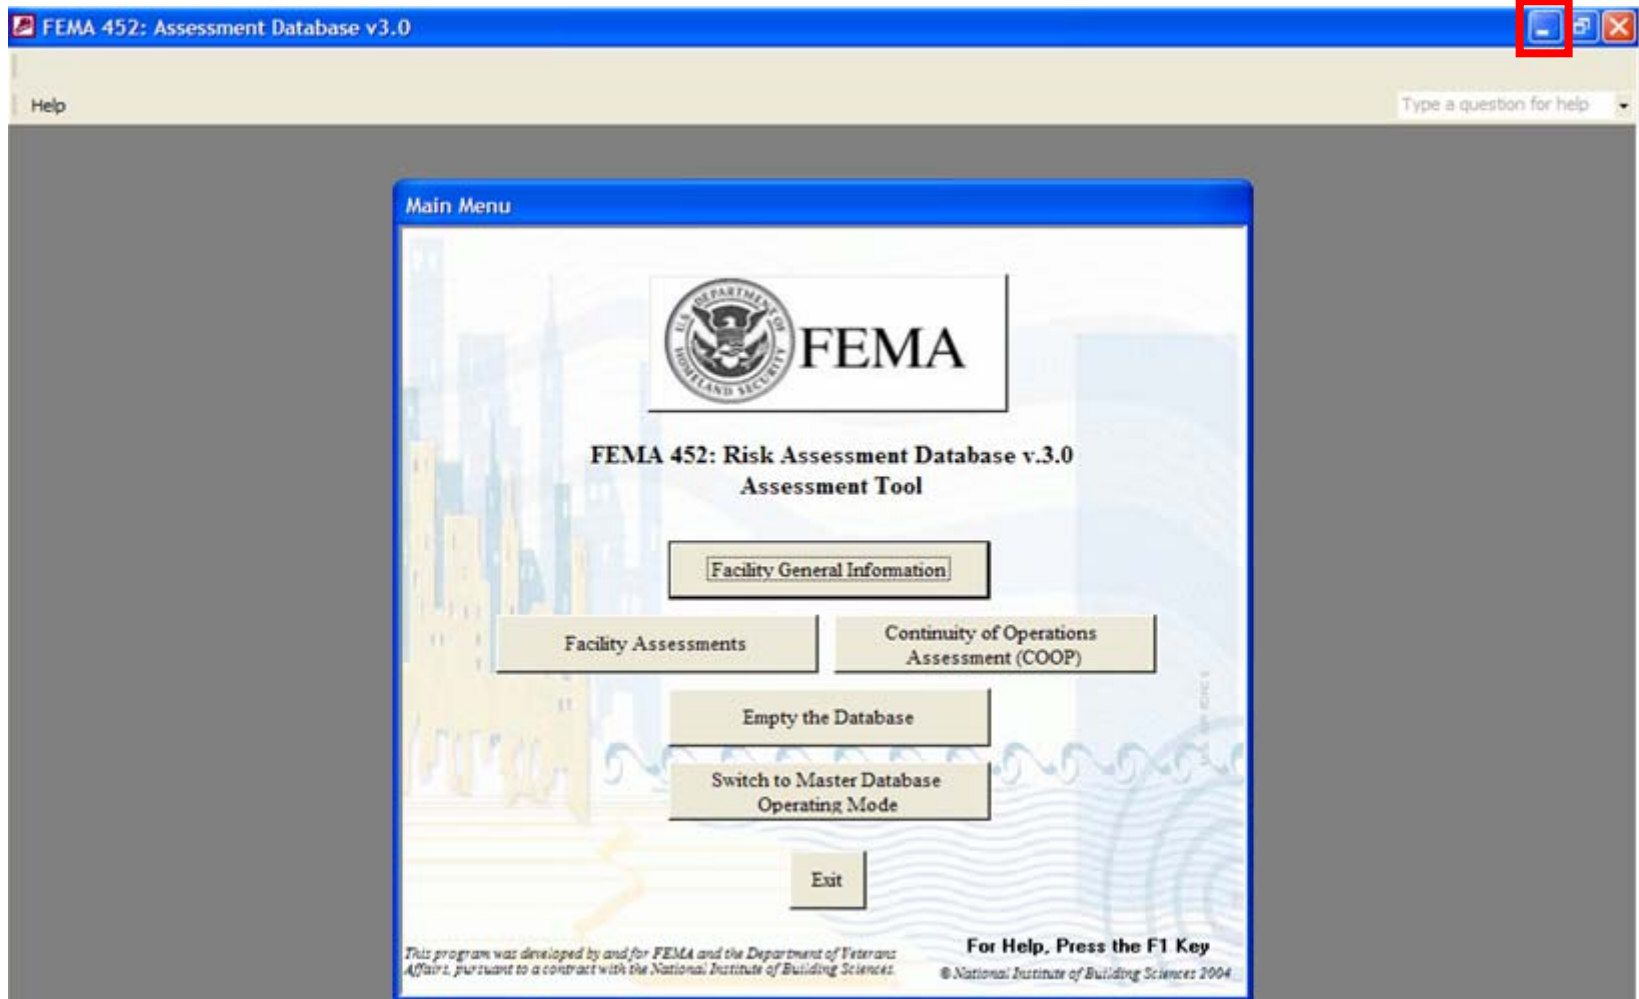 FEMA 452: Assessment Database v3.0
Help
Type a question for help
Main Menu
U.S. DEPARTMENT OF HOMELAND SECURITY
FEMA
FEMA 452: Risk Assessment Database v.3.0
Assessment Tool
Facility General Information
Facility Assessments
Continuity of Operations
Assessment (COOP)
Empty the Database
Switch to Master Database
Operating Mode
Exit
This program was developed by and for FEMA and the Department of Veterans
Affairs, pursuant to a contract with the National Institute of Building Sciences.
For Help, Press the F1 Key
© National Institute of Building Sciences 2004